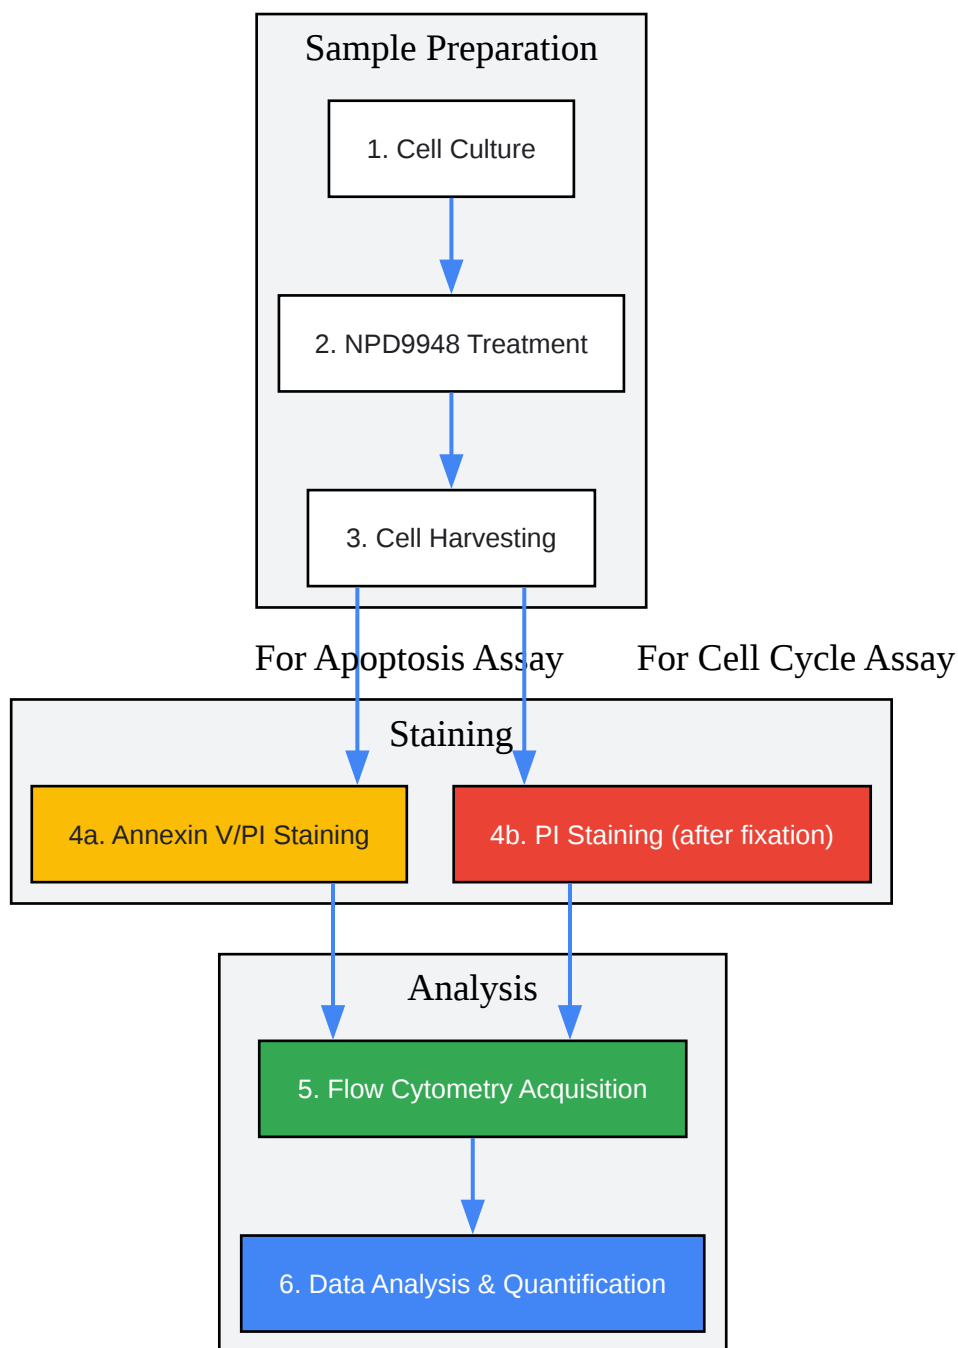 Sample Preparation
1. Cell Culture
2. NPD9948 Treatment
3. Cell Harvesting
For Apoptosis Assay
For Cell Cycle Assay
Staining
4a. Annexin V/PI Staining
4b. PI Staining (after fixation)
Analysis
5. Flow Cytometry Acquisition
6. Data Analysis & Quantification